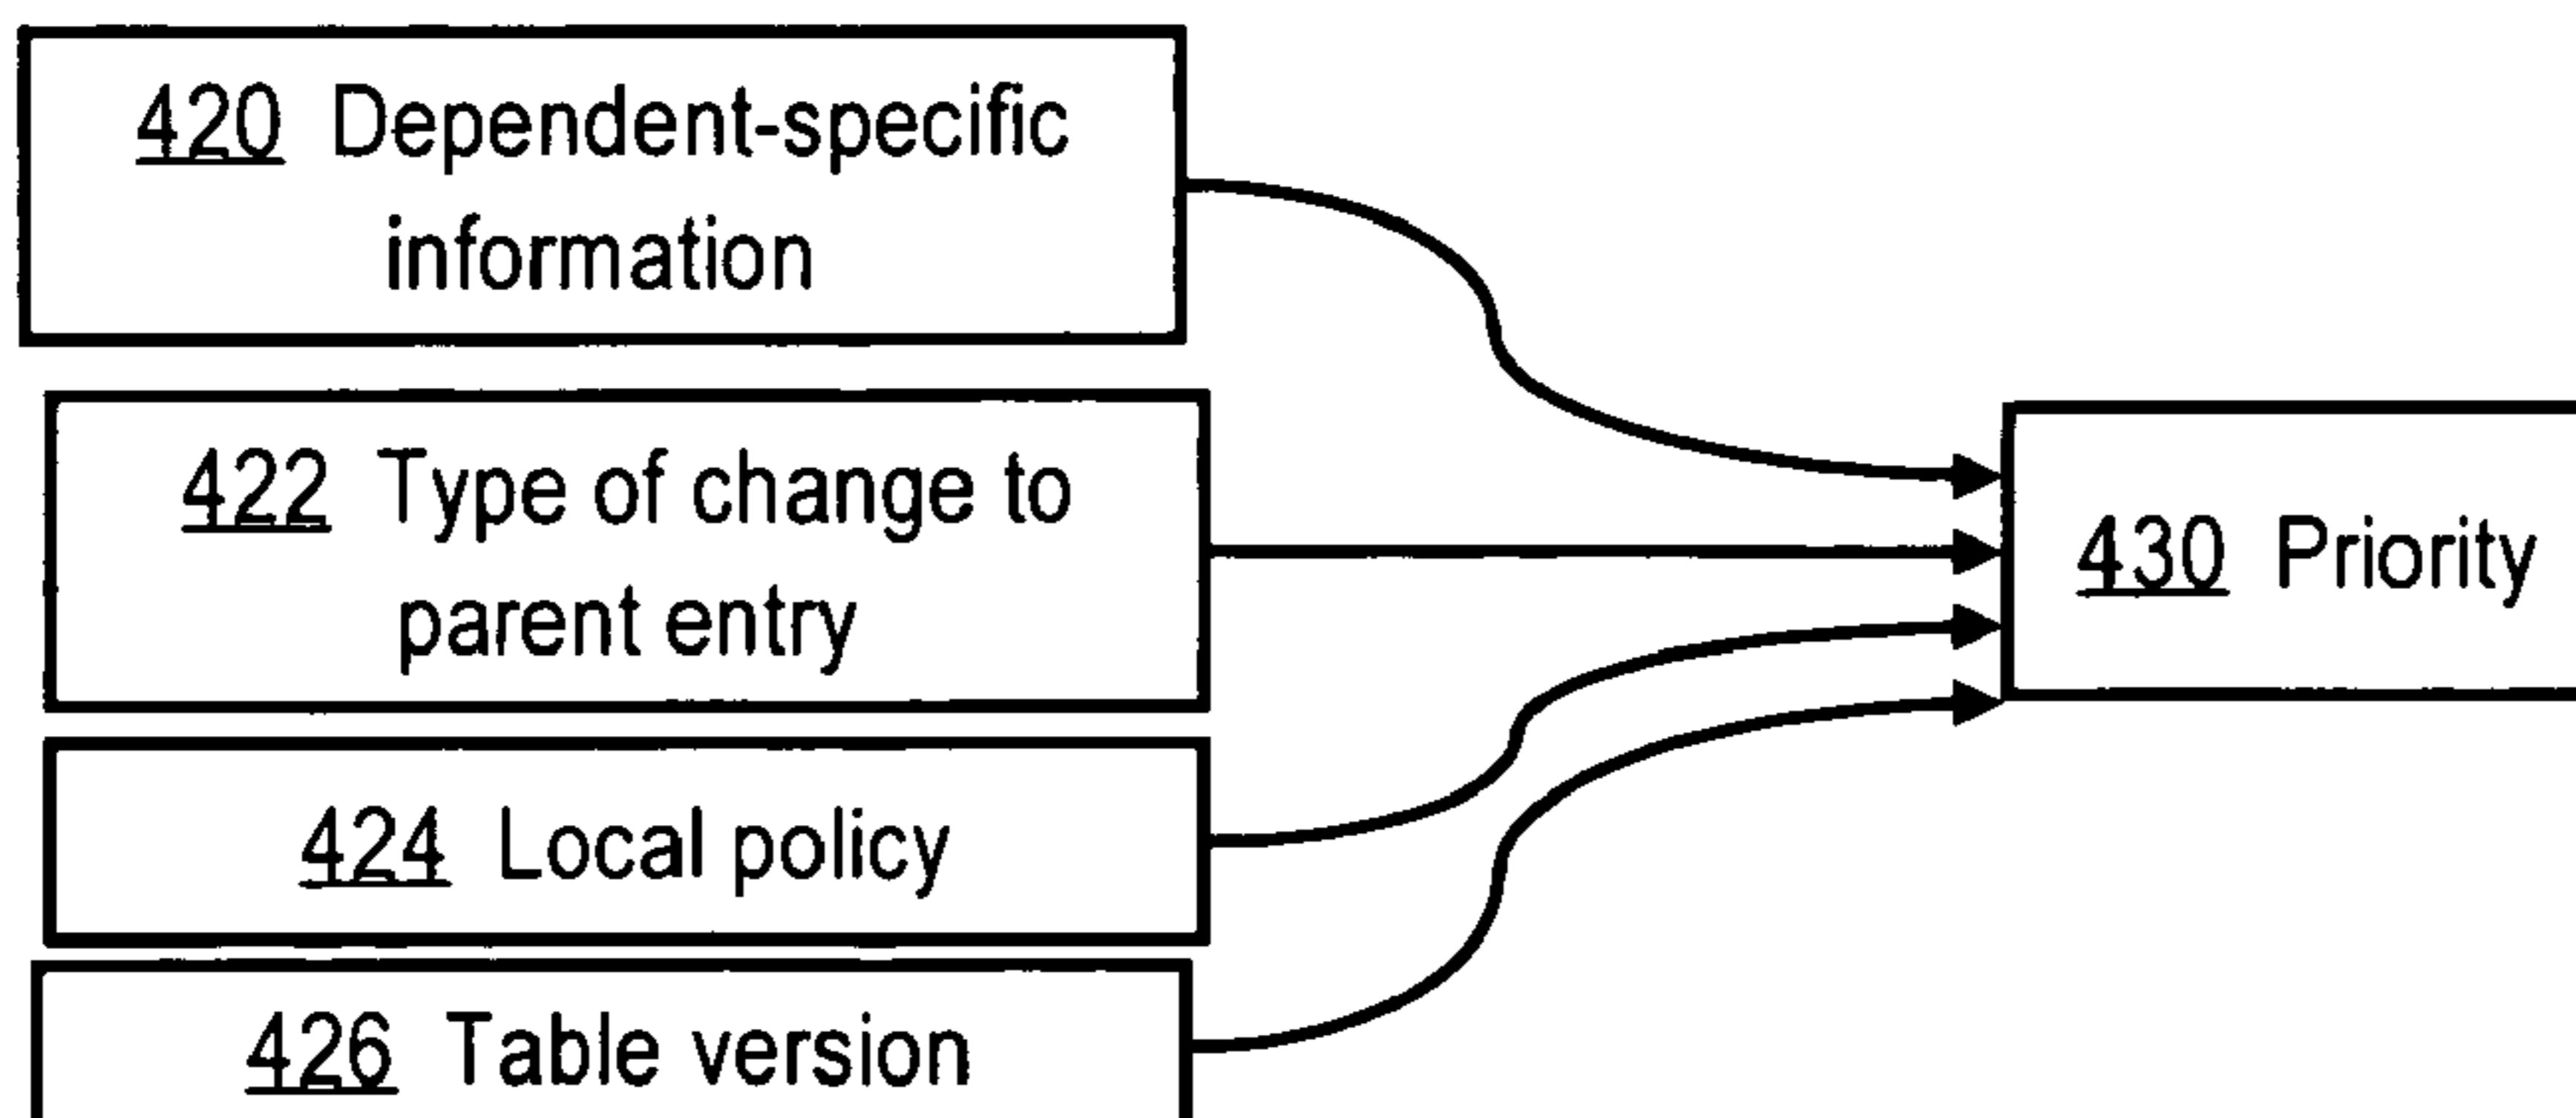 420 Dependent-specific
information
422 Type of change to
parent entry
430 Priority
424 Local policy
426 Table version